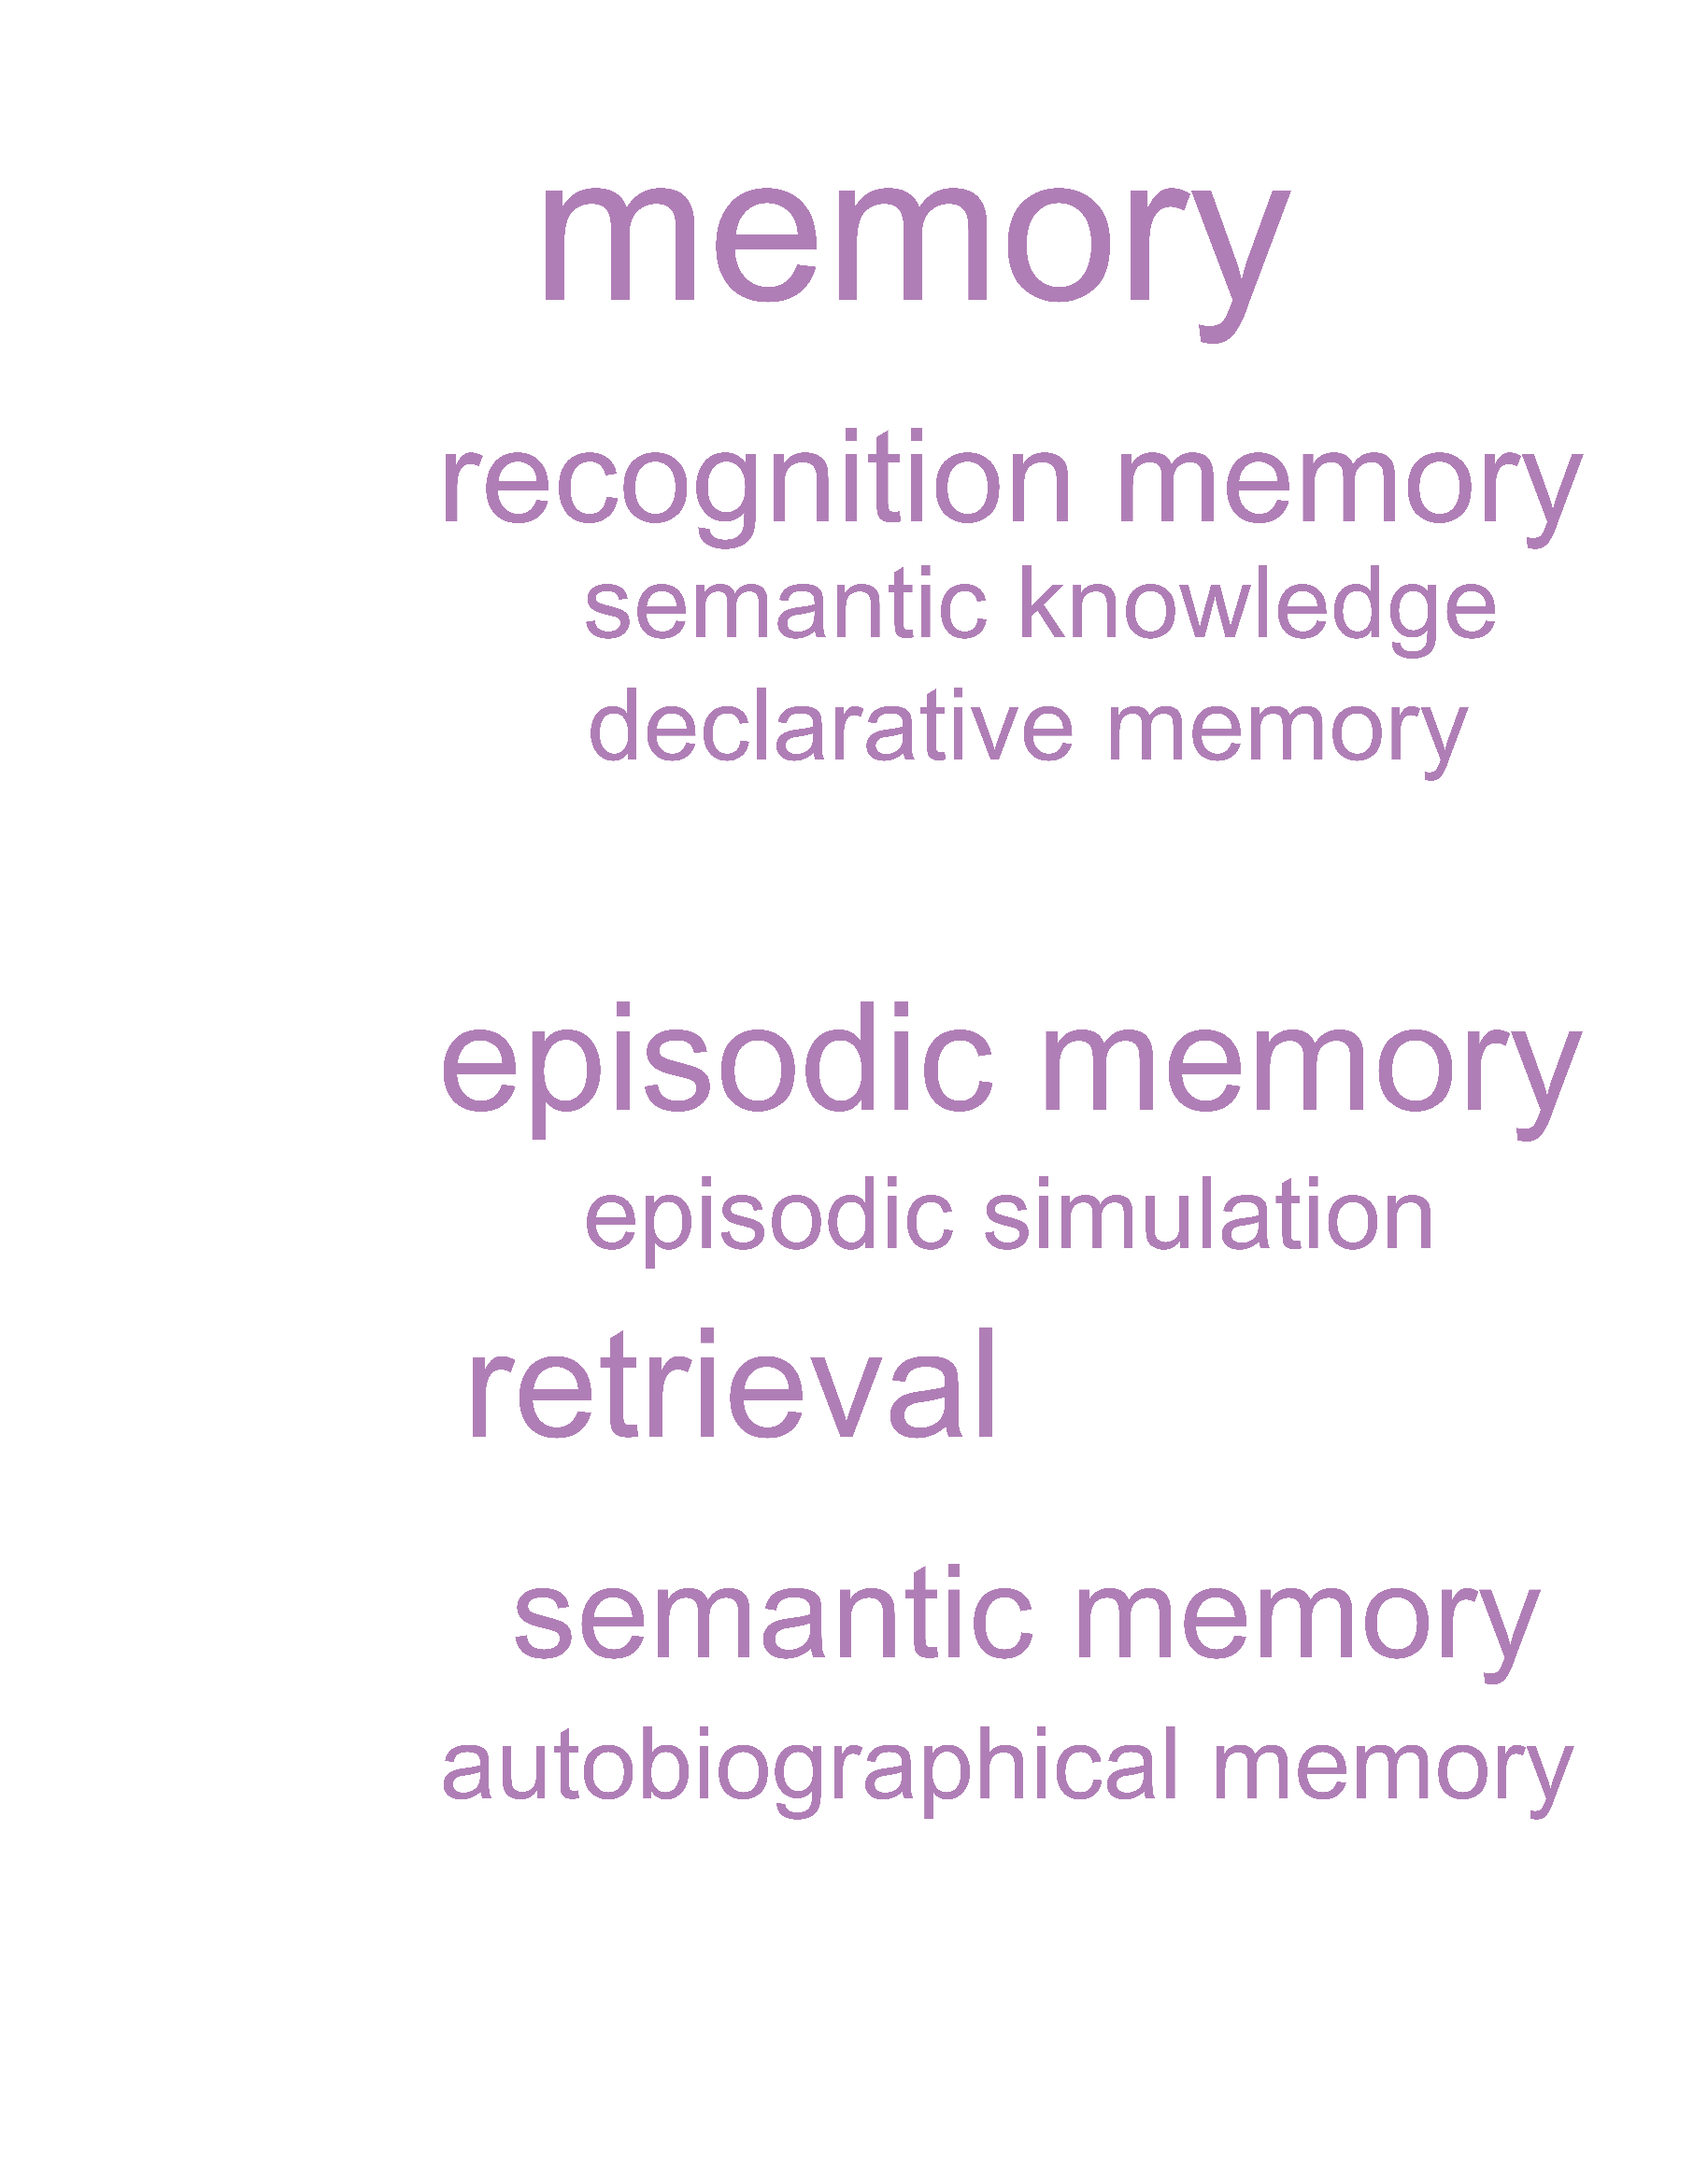 memory
recognition memory
semantic knowledge
declarative memory
episodic memory
episodic simulation
retrieval
semantic memory
autobiographical memory